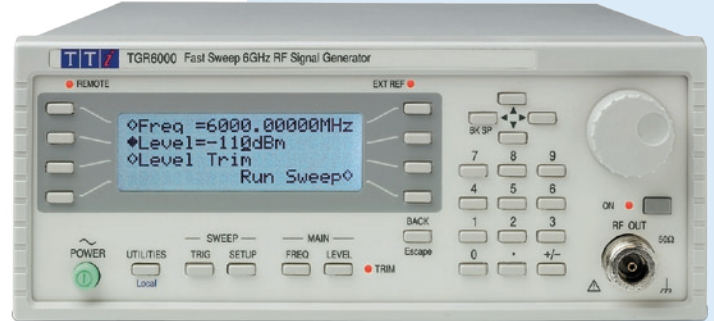 TTi TGR6000 Fast Sweep 6GHz RF Signal Generator
REMOTE
EXT REF
◇Freq =6000.00000MHz
◆Level=-110dBm
◇Level Trim
Run Sweep◇
BK SP
7 8 9
4 5 6
1 2 3
0 . +/–
ON
RF OUT
50Ω
BACK
Escape
POWER
UTILITIES
Local
SWEEP
TRIG SETUP
MAIN
FREQ LEVEL
TRIM